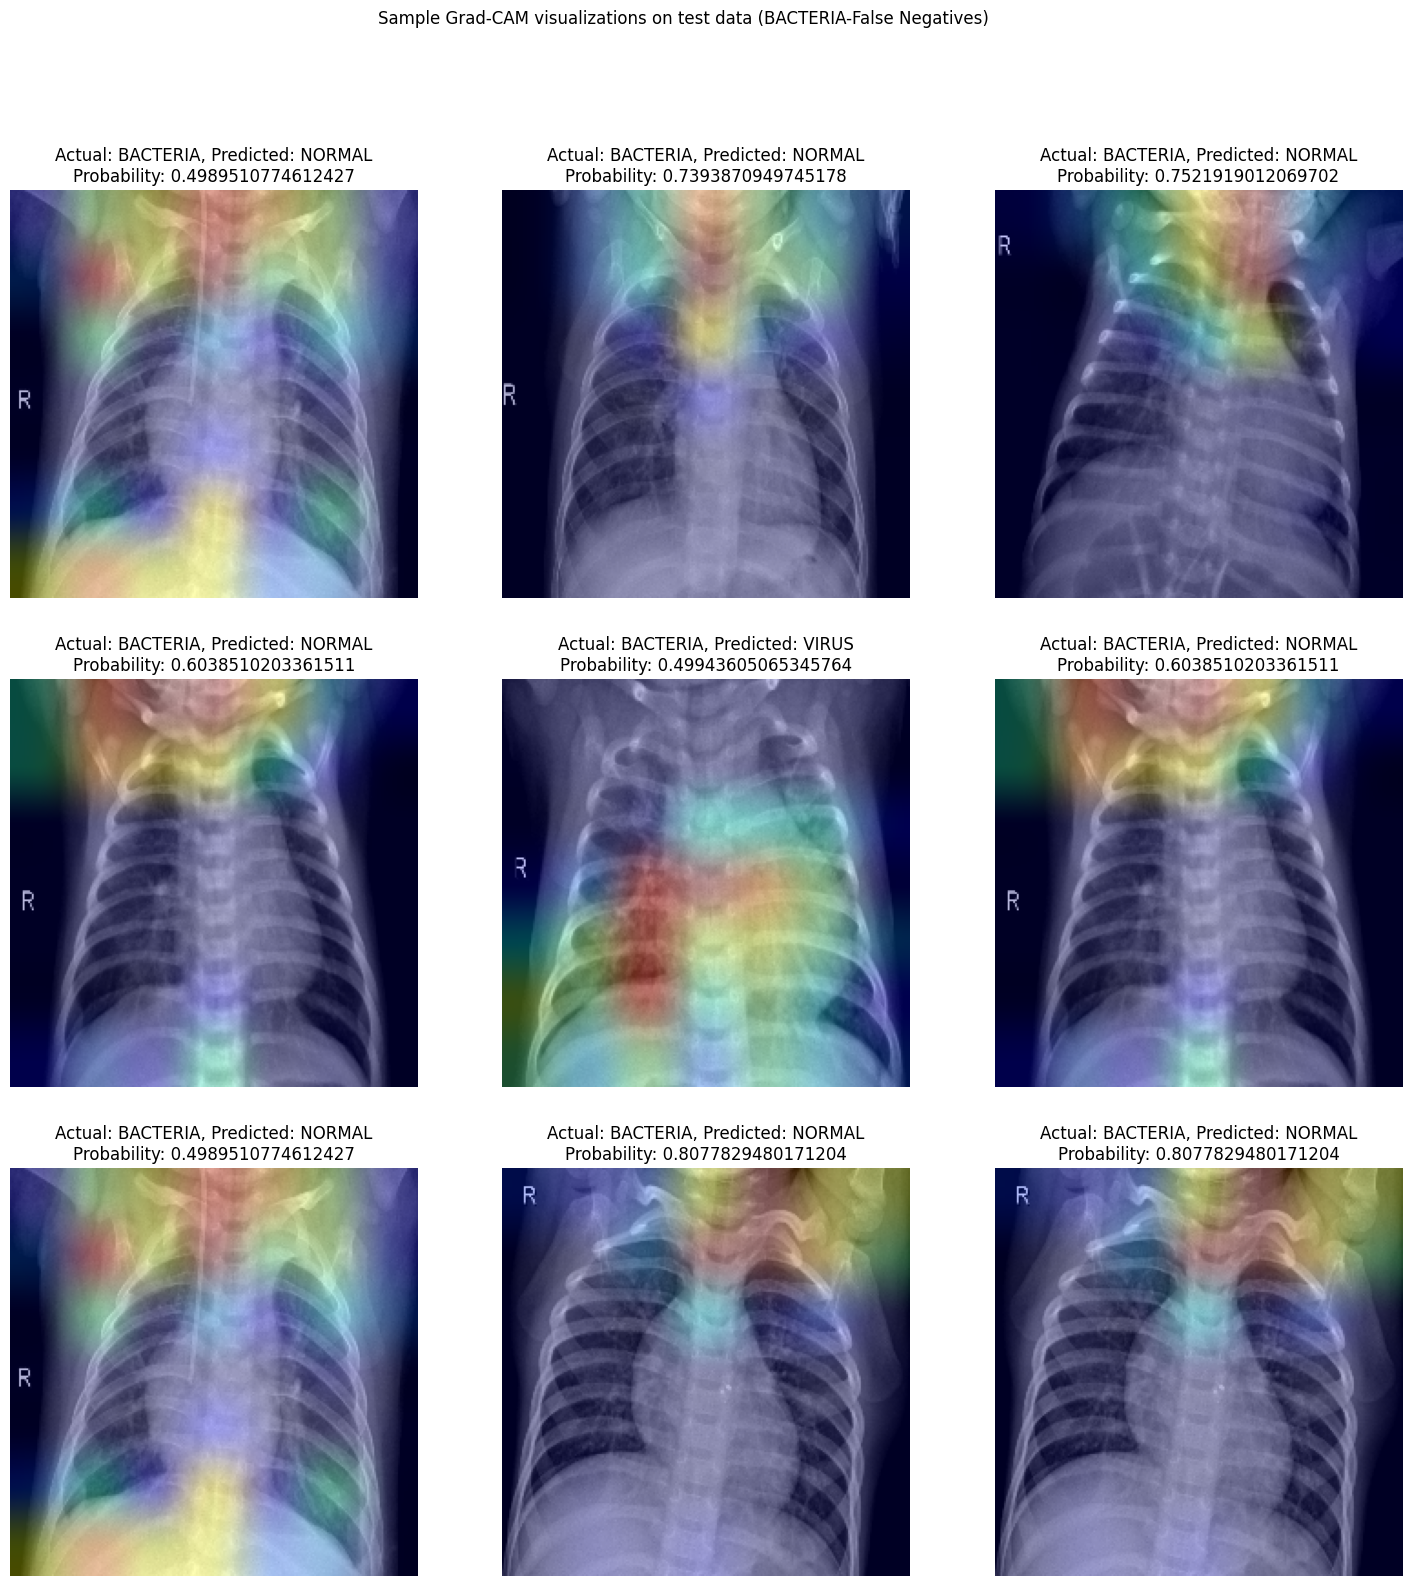 Sample Grad-CAM visualizations on test data (BACTERIA-False Negatives)
Actual: BACTERIA, Predicted: NORMAL
Probability: 0.4989510774612427
Actual: BACTERIA, Predicted: NORMAL
Probability: 0.7393870949745178
Actual: BACTERIA, Predicted: NORMAL
Probability: 0.7521919012069702
R
R
R
Actual: BACTERIA, Predicted: NORMAL
Probability: 0.6038510203361511
Actual: BACTERIA, Predicted: VIRUS
Probability: 0.49943605065345764
Actual: BACTERIA, Predicted: NORMAL
Probability: 0.6038510203361511
R
R
R
Actual: BACTERIA, Predicted: NORMAL
Probability: 0.4989510774612427
Actual: BACTERIA, Predicted: NORMAL
Probability: 0.8077829480171204
Actual: BACTERIA, Predicted: NORMAL
Probability: 0.8077829480171204
R
R
R